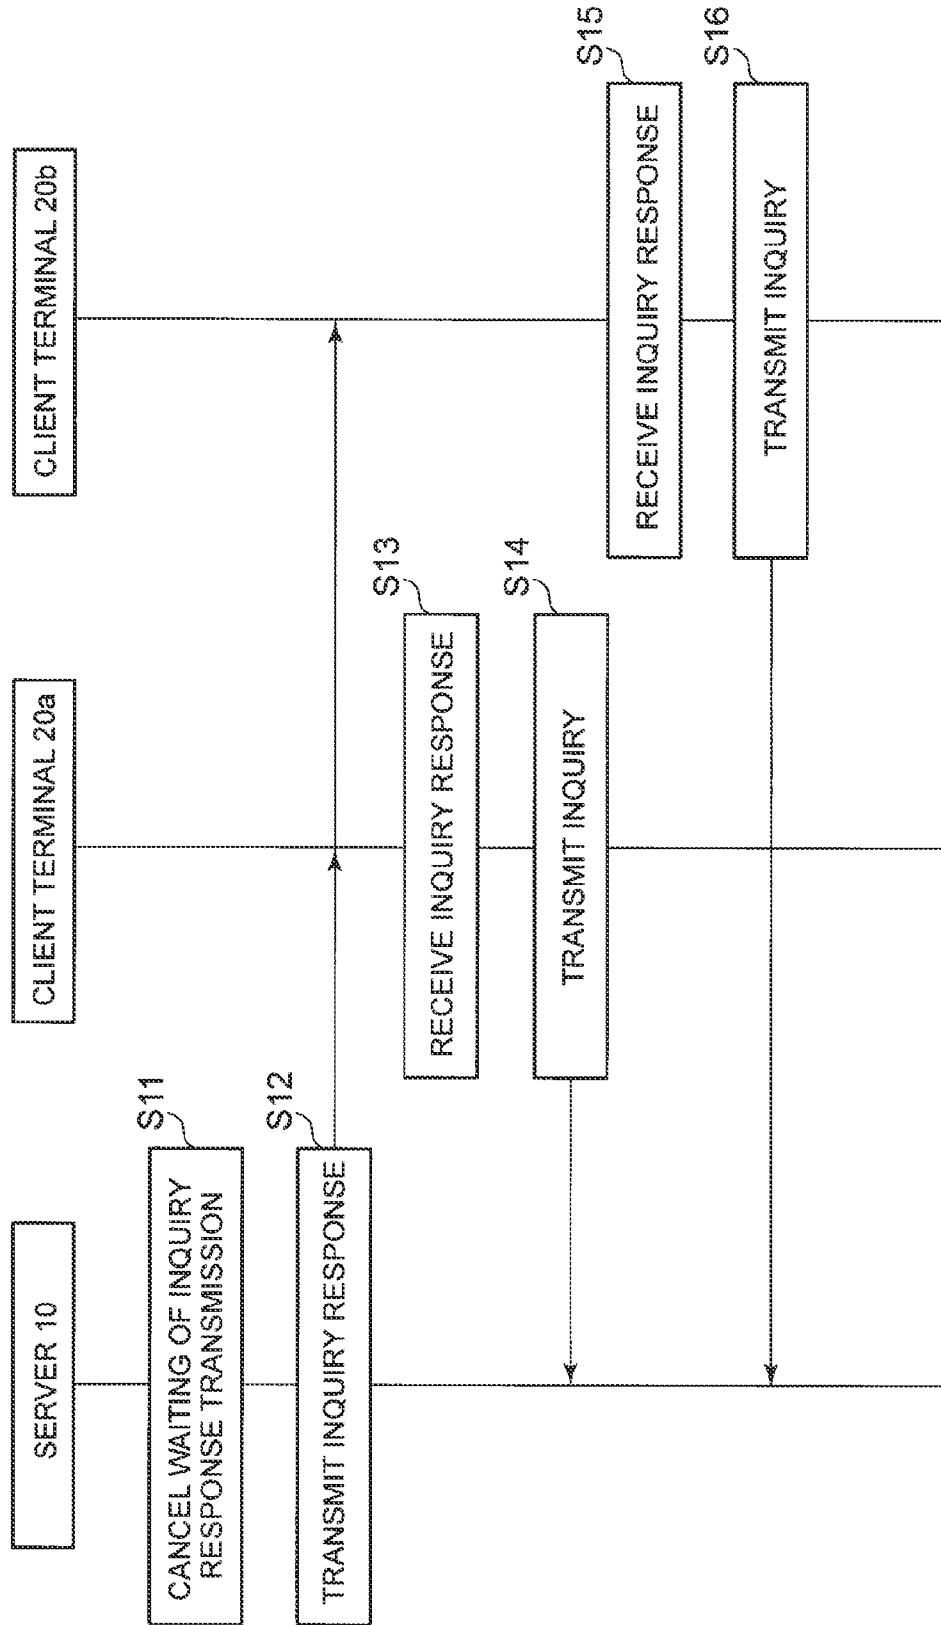 SERVER 10
CLIENT TERMINAL 20a
CLIENT TERMINAL 20b
S11
CANCEL WAITING OF INQUIRY
RESPONSE TRANSMISSION
S12
TRANSMIT INQUIRY RESPONSE
S13
RECEIVE INQUIRY RESPONSE
S14
TRANSMIT INQUIRY
S15
RECEIVE INQUIRY RESPONSE
S16
TRANSMIT INQUIRY